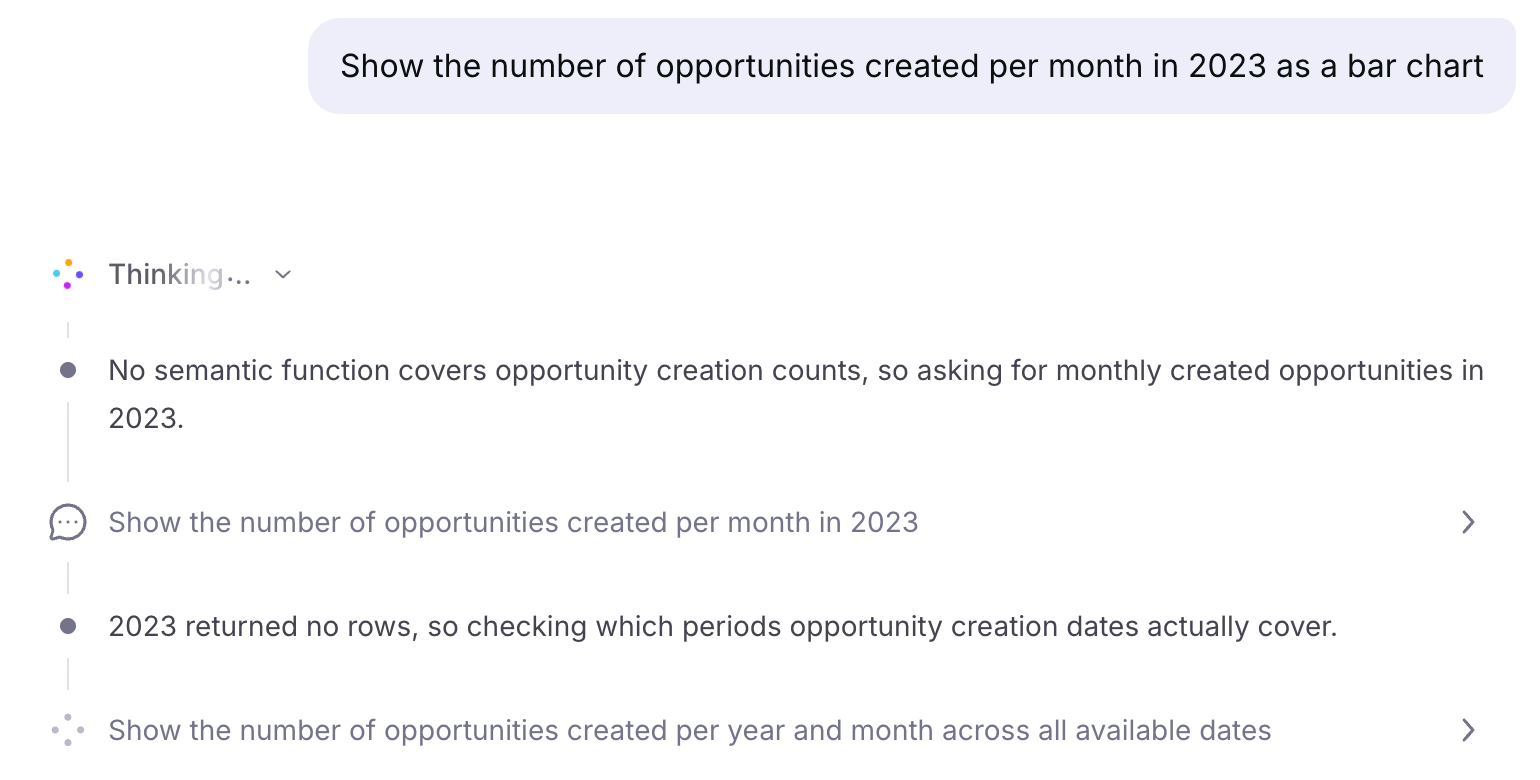 Show the number of opportunities created per month in 2023 as a bar chart
Thinking...
No semantic function covers opportunity creation counts, so asking for monthly created opportunities in
2023.
Show the number of opportunities created per month in 2023
2023 returned no rows, so checking which periods opportunity creation dates actually cover.
Show the number of opportunities created per year and month across all available dates